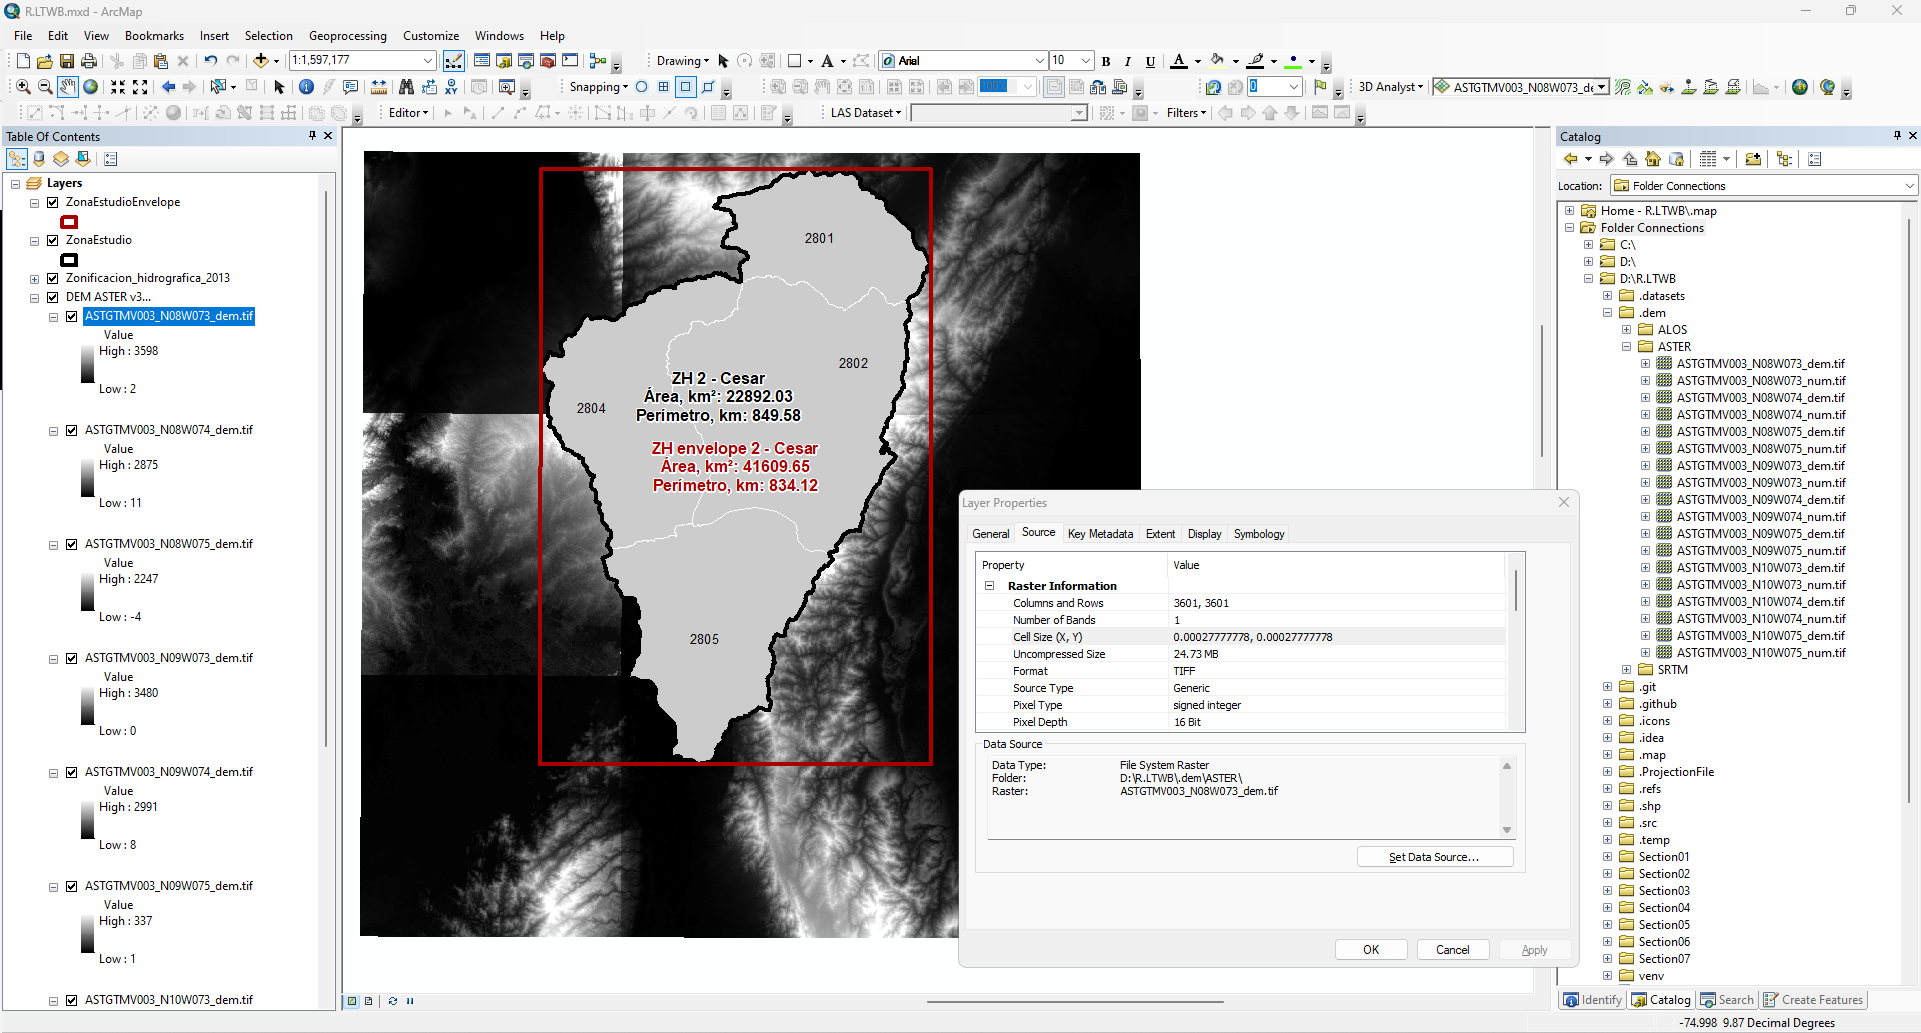 R.LTWB.mxd - ArcMap
File Edit View Bookmarks Insert Selection Geoprocessing Customize Windows Help
1:1,597,177
Drawing
Arial
10
B I U A
Snapping
100%
0
3D Analyst
ASTGTMV003_N08W073_de
Editor
LAS Dataset
Filters
Table Of Contents
Layers
ZonaEstudioEnvelope
ZonaEstudio
Zonificacion_hidrografica_2013
DEM ASTER v3...
ASTGTMV003_N08W073_dem.tif
Value
High : 3598
Low : 2
ASTGTMV003_N08W074_dem.tif
Value
High : 2875
Low : 11
ASTGTMV003_N08W075_dem.tif
Value
High : 2247
Low : -4
ASTGTMV003_N09W073_dem.tif
Value
High : 3480
Low : 0
ASTGTMV003_N09W074_dem.tif
Value
High : 2991
Low : 8
ASTGTMV003_N09W075_dem.tif
Value
High : 337
Low : 1
ASTGTMV003_N10W073_dem.tif
2801
2802
2804
ZH 2 - Cesar
Área, km²: 22892.03
Perímetro, km: 849.58
ZH envelope 2 - Cesar
Área, km²: 41609.65
Perímetro, km: 834.12
2805
Layer Properties
General Source Key Metadata Extent Display Symbology
Property Value
Raster Information
Columns and Rows 3601, 3601
Number of Bands 1
Cell Size (X, Y) 0.00027777778, 0.00027777778
Uncompressed Size 24.73 MB
Format TIFF
Source Type Generic
Pixel Type signed integer
Pixel Depth 16 Bit
Data Source
Data Type: File System Raster
Folder: D:\R.LTWB\.dem\ASTER\
Raster: ASTGTMV003_N08W073_dem.tif
Set Data Source...
OK Cancel Apply
Catalog
Location: Folder Connections
Home - R.LTWB\.map
Folder Connections
C:\
D:\
D:\R.LTWB
.datasets
.dem
ALOS
ASTER
ASTGTMV003_N08W073_dem.tif
ASTGTMV003_N08W073_num.tif
ASTGTMV003_N08W074_dem.tif
ASTGTMV003_N08W074_num.tif
ASTGTMV003_N08W075_dem.tif
ASTGTMV003_N08W075_num.tif
ASTGTMV003_N09W073_dem.tif
ASTGTMV003_N09W073_num.tif
ASTGTMV003_N09W074_dem.tif
ASTGTMV003_N09W074_num.tif
ASTGTMV003_N09W075_dem.tif
ASTGTMV003_N09W075_num.tif
ASTGTMV003_N10W073_dem.tif
ASTGTMV003_N10W073_num.tif
ASTGTMV003_N10W074_dem.tif
ASTGTMV003_N10W074_num.tif
ASTGTMV003_N10W075_dem.tif
ASTGTMV003_N10W075_num.tif
SRTM
.git
.github
.icons
.idea
.map
.ProjectionFile
.refs
.shp
.src
.temp
Section01
Section02
Section03
Section04
Section05
Section06
Section07
venv
Identify Catalog Search Create Features
-74.998 9.87 Decimal Degrees